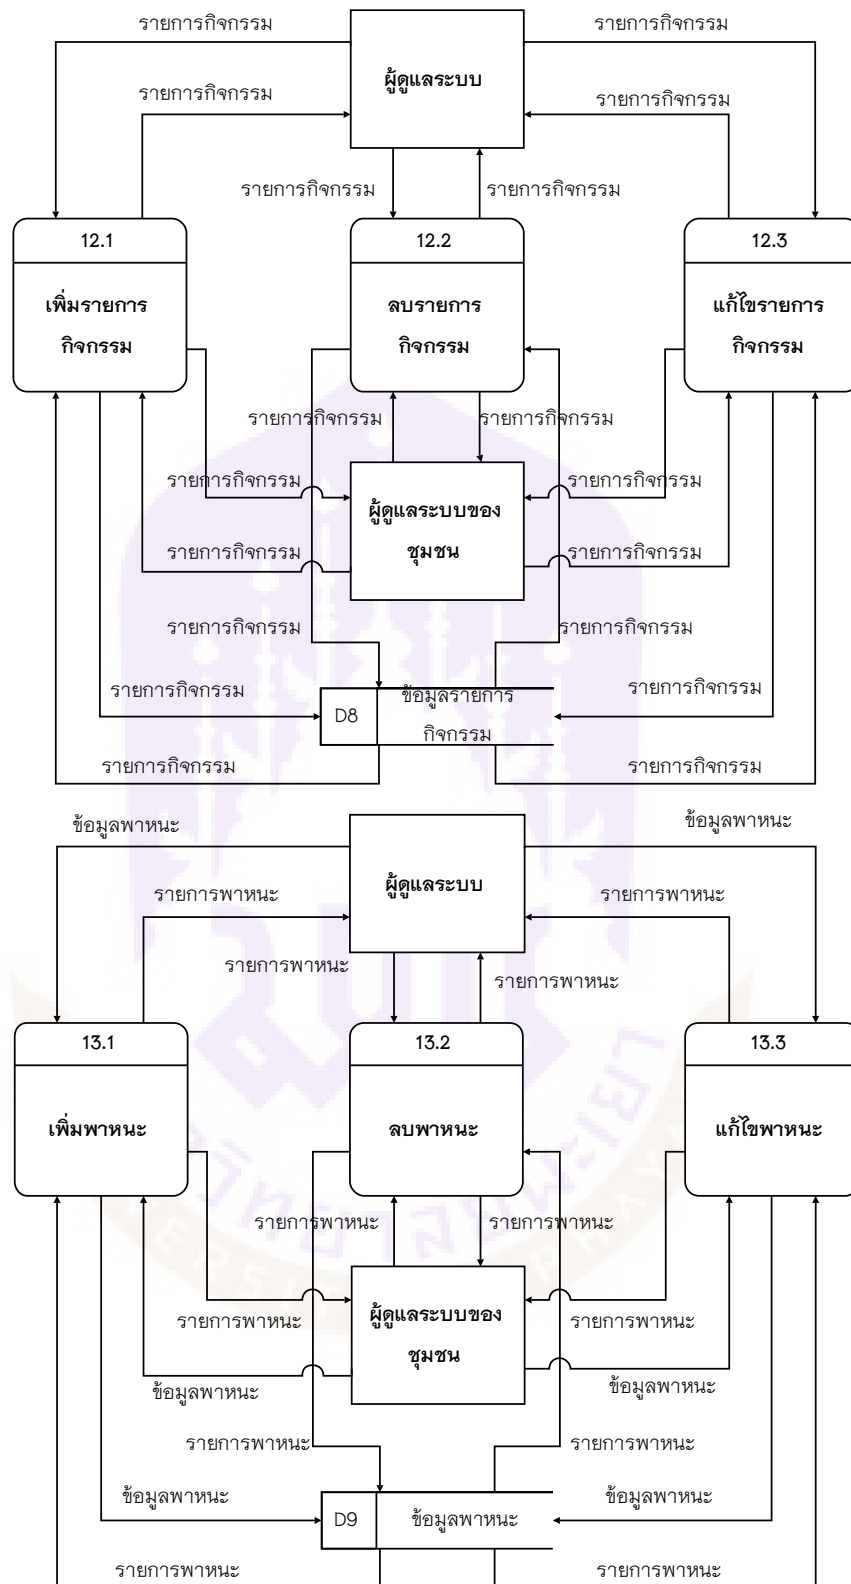 รายการกิจกรรม
รายการกิจกรรม
ผู้ดูแลระบบ
รายการกิจกรรม
รายการกิจกรรม
รายการกิจกรรม
รายการกิจกรรม
12.1
12.2
12.3
เพิ่มรายการ
กิจกรรม
ลบรายการ
กิจกรรม
แก้ไขรายการ
กิจกรรม
รายการกิจกรรม
รายการกิจกรรม
รายการกิจกรรม
รายการกิจกรรม
ผู้ดูแลระบบของ
ชุมชน
รายการกิจกรรม
รายการกิจกรรม
รายการกิจกรรม
รายการกิจกรรม
รายการกิจกรรม
รายการกิจกรรม
D8
ข้อมูลรายการ
กิจกรรม
รายการกิจกรรม
รายการกิจกรรม
ข้อมูลพาหนะ
ข้อมูลพาหนะ
ผู้ดูแลระบบ
รายการพาหนะ
รายการพาหนะ
รายการพาหนะ
รายการพาหนะ
13.1
13.2
13.3
เพิ่มพาหนะ
ลบพาหนะ
แก้ไขพาหนะ
รายการพาหนะ
รายการพาหนะ
ผู้ดูแลระบบของ
ชุมชน
รายการพาหนะ
รายการพาหนะ
ข้อมูลพาหนะ
ข้อมูลพาหนะ
รายการพาหนะ
รายการพาหนะ
ข้อมูลพาหนะ
ข้อมูลพาหนะ
D9
ข้อมูลพาหนะ
รายการพาหนะ
รายการพาหนะ